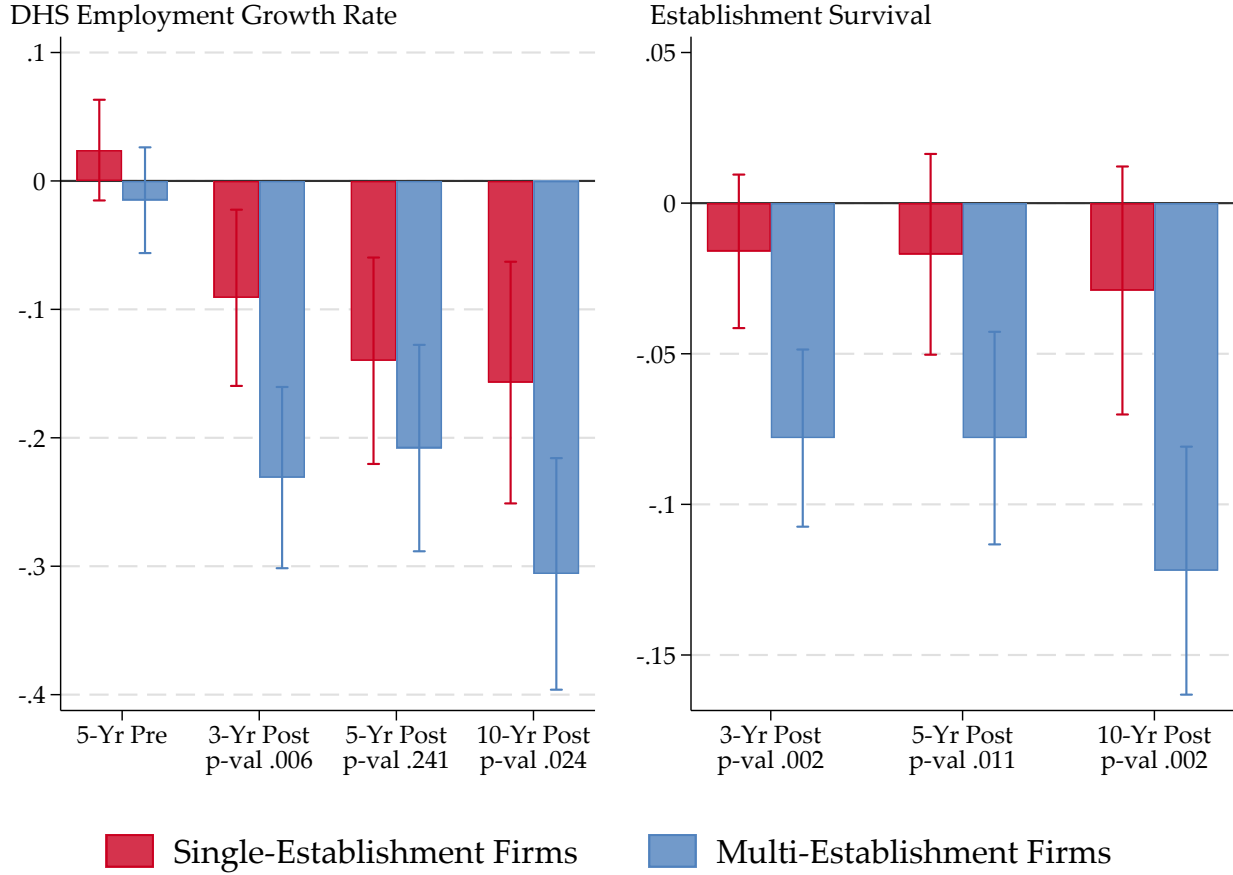 DHS Employment Growth Rate
.1
0
-.1
-.2
-.3
-.4
5-Yr Pre
3-Yr Post
p-val .006
5-Yr Post
p-val .241
10-Yr Post
p-val .024
Establishment Survival
.05
0
-.05
-.1
-.15
3-Yr Post
p-val .002
5-Yr Post
p-val .011
10-Yr Post
p-val .002
Single-Establishment Firms
Multi-Establishment Firms